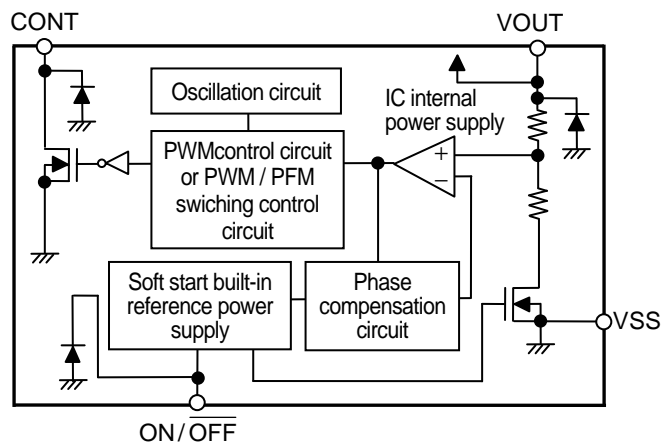 CONT
VOUT
Oscillation circuit
IC internal
power supply
PWMcontrol circuit
or PWM / PFM
swiching control
circuit
+
−
Soft start built-in
reference power
supply
Phase
compensation
circuit
VSS
ON/OFF